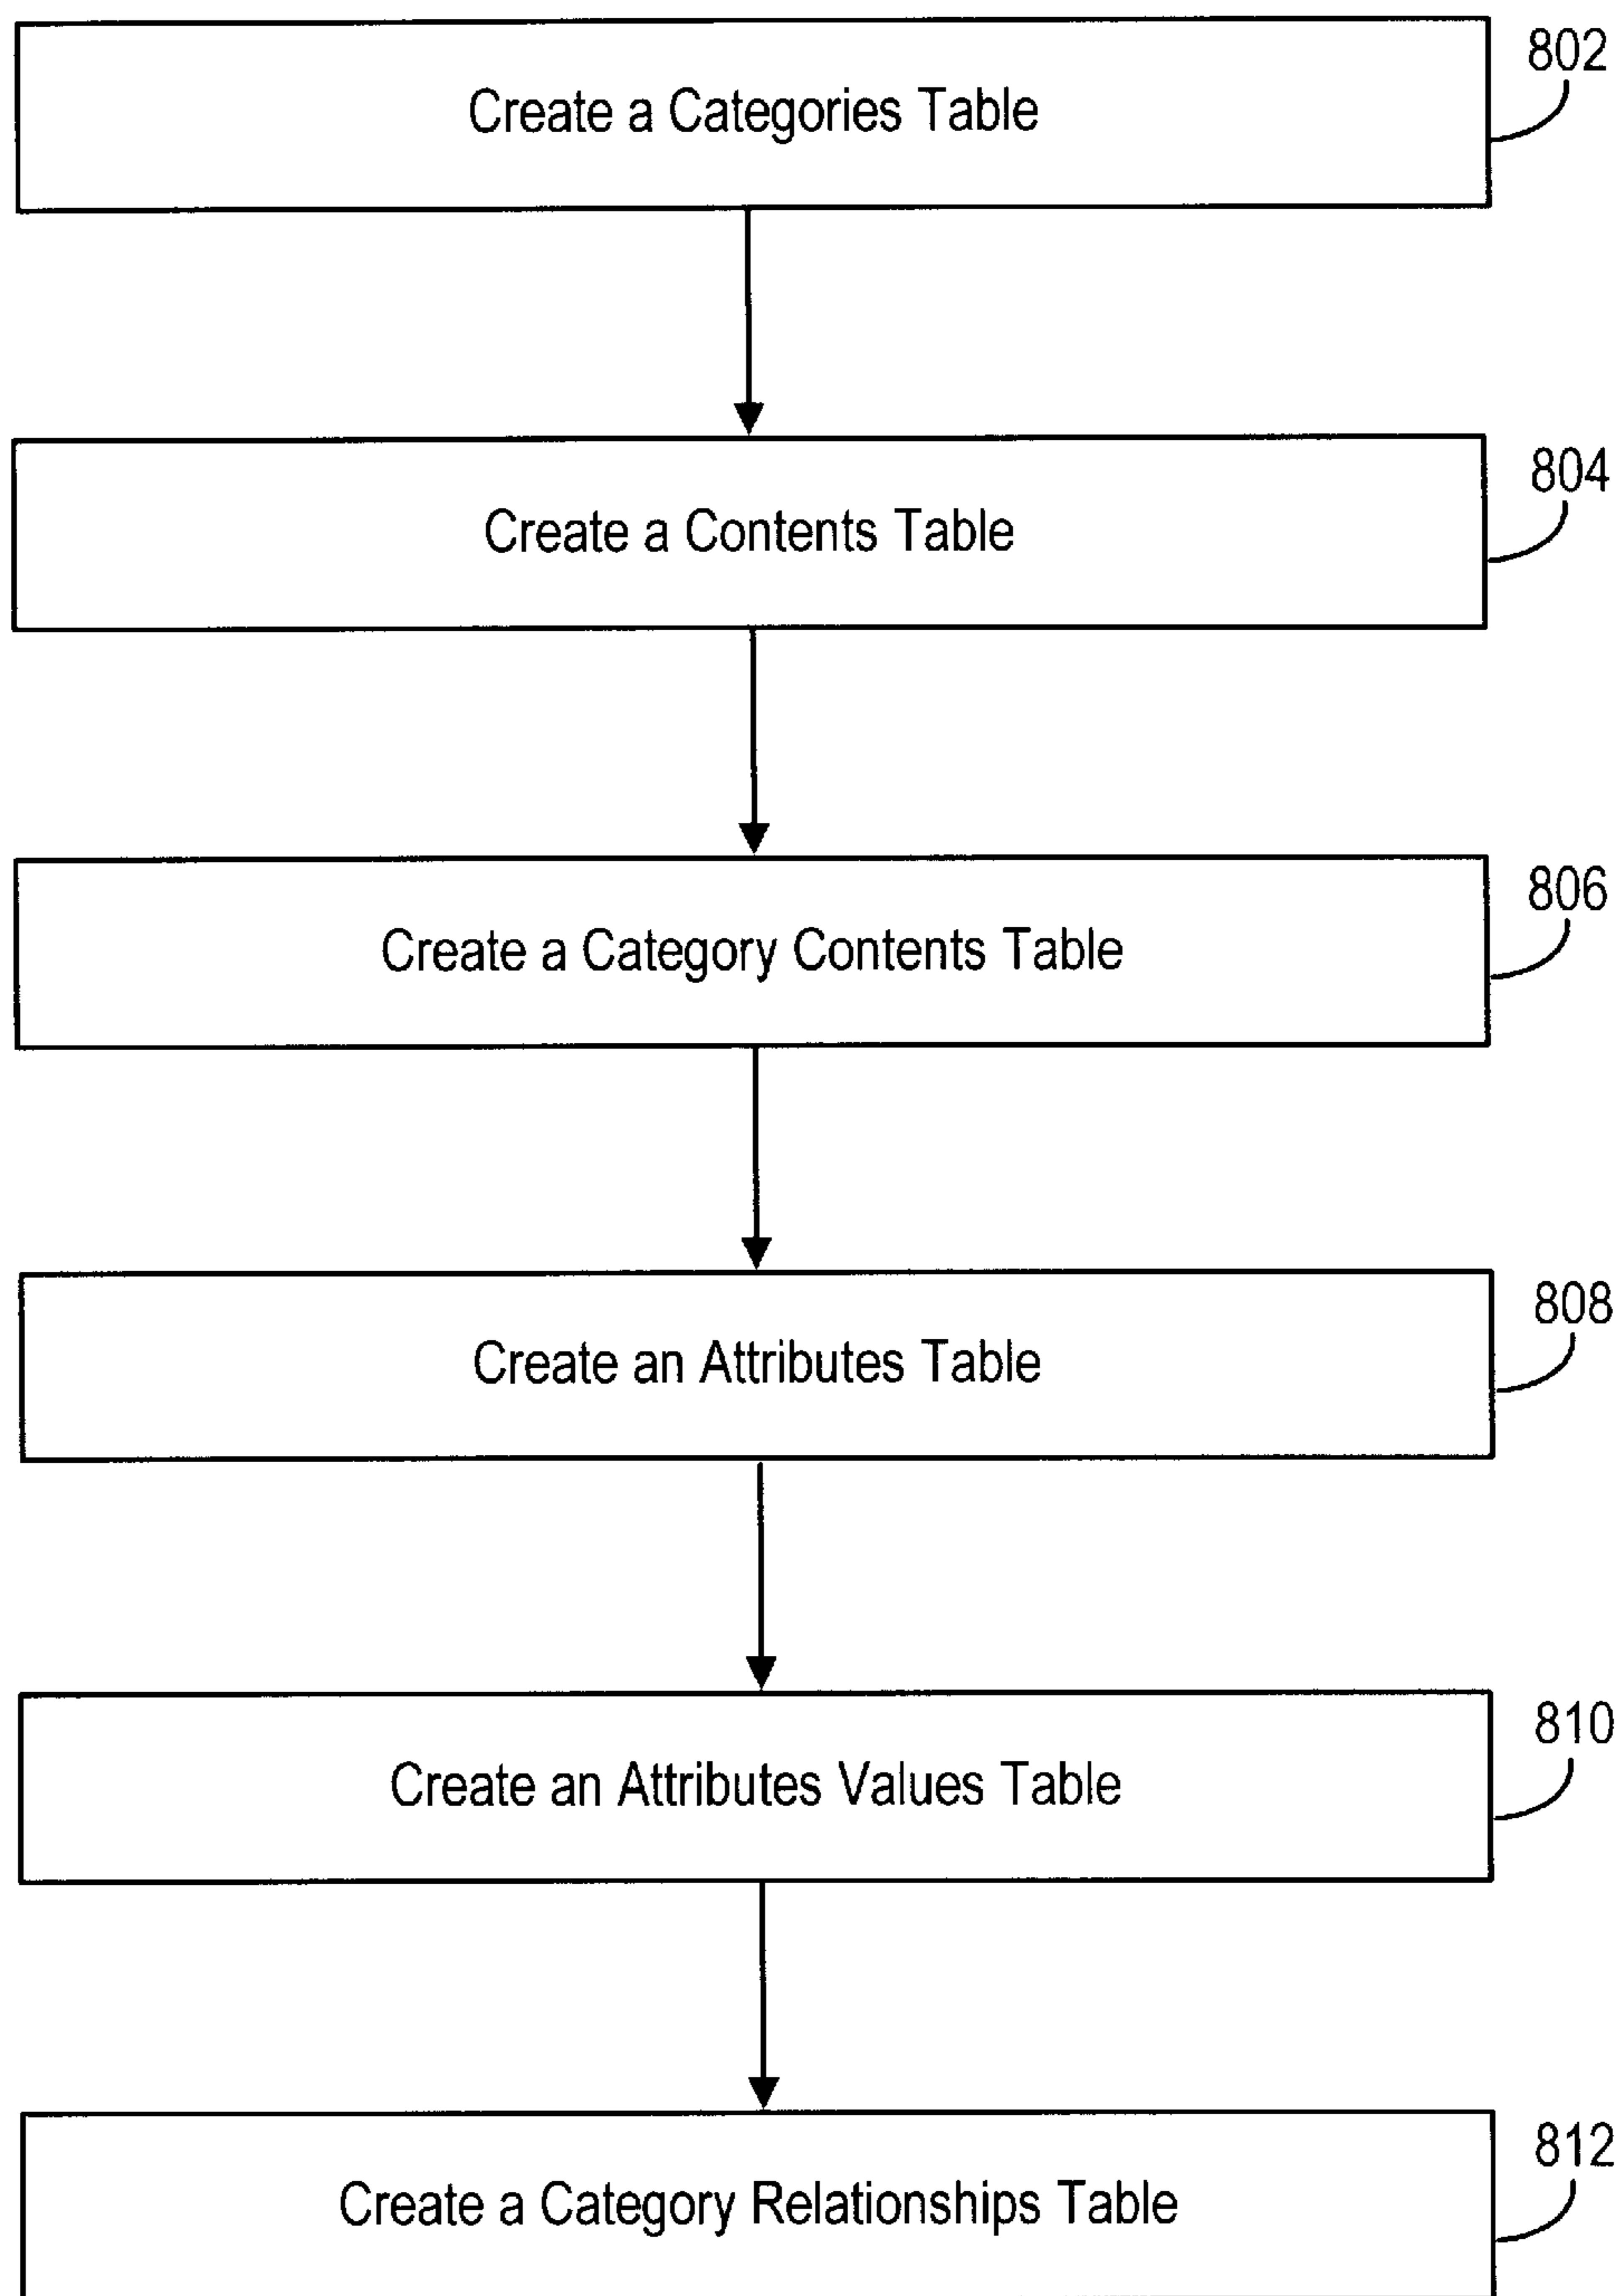 802
Create a Categories Table
804
Create a Contents Table
806
Create a Category Contents Table
808
Create an Attributes Table
810
Create an Attributes Values Table
812
Create a Category Relationships Table